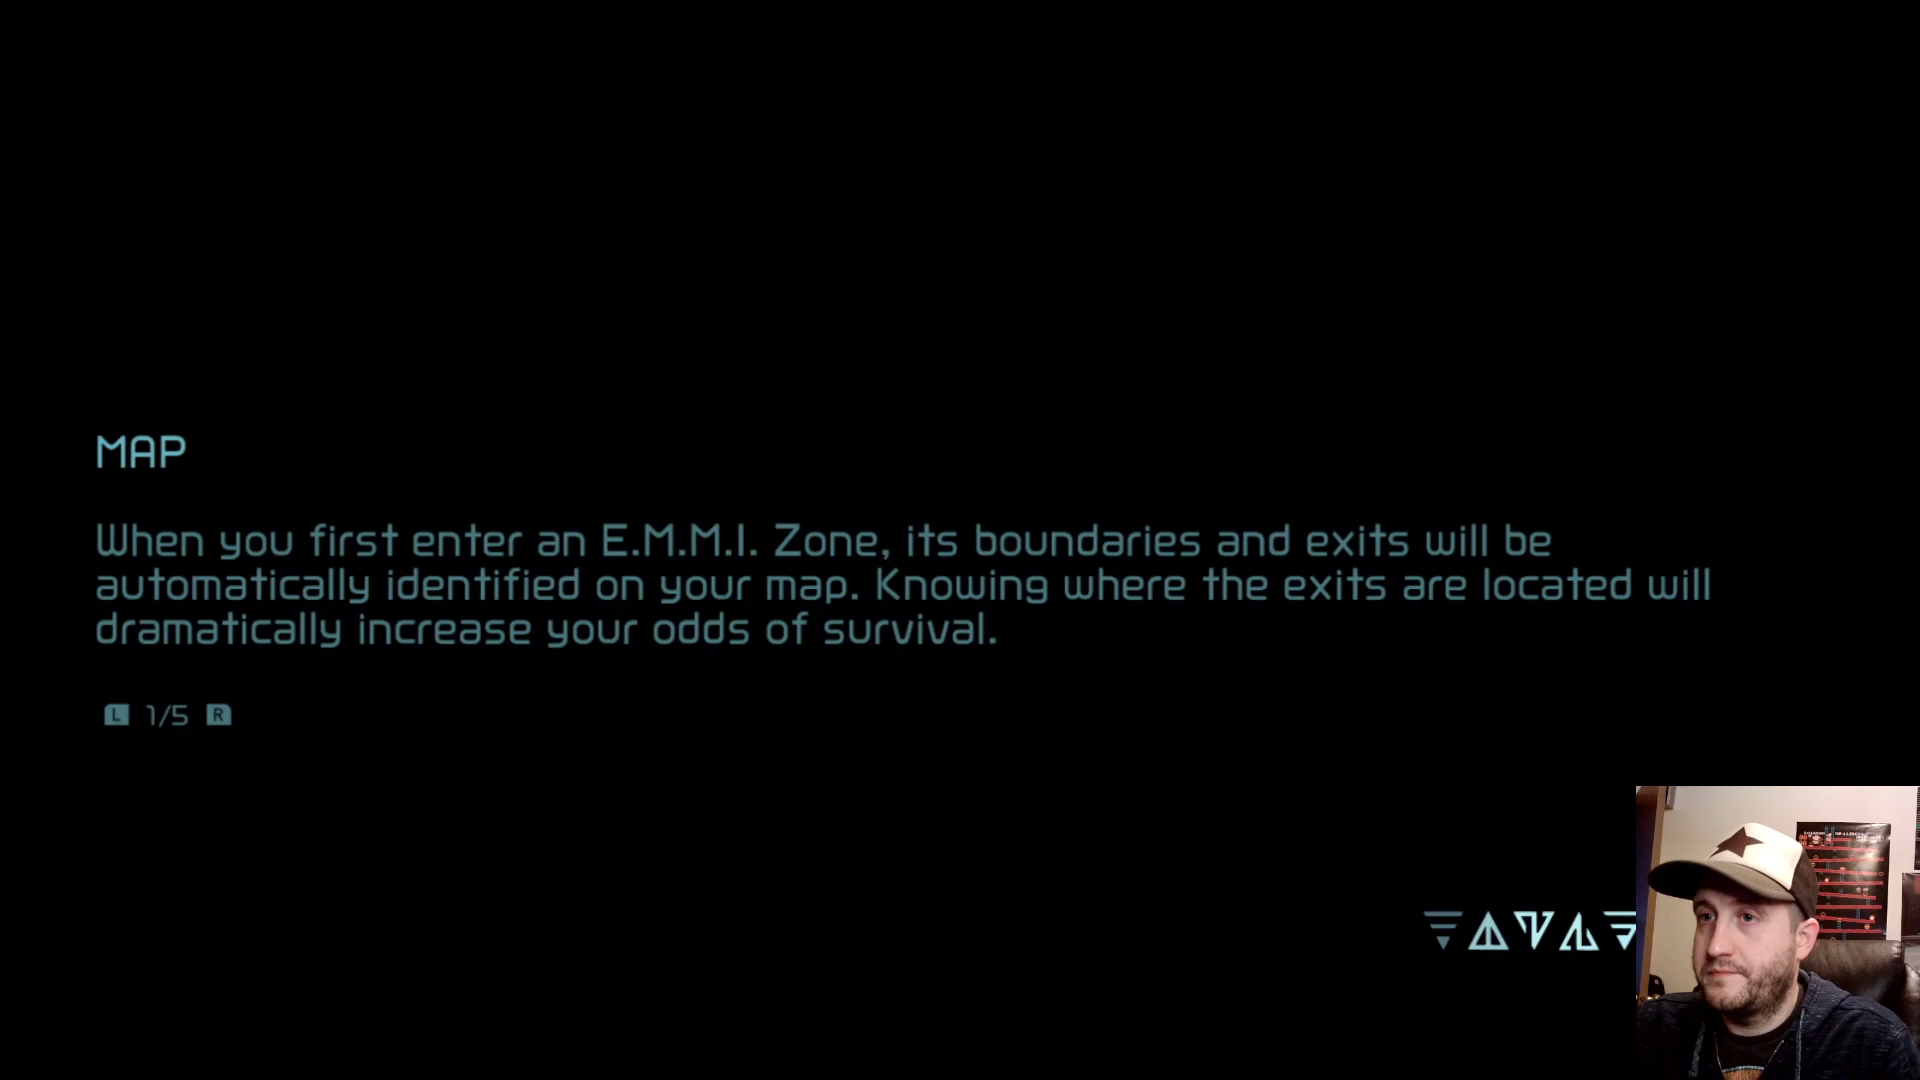 MAP
When you first enter an E.M.M.I. Zone, its boundaries and exits will be
automatically identified on your map. Knowing where the exits are located will
dramatically increase your odds of survival.
L 1/5 R